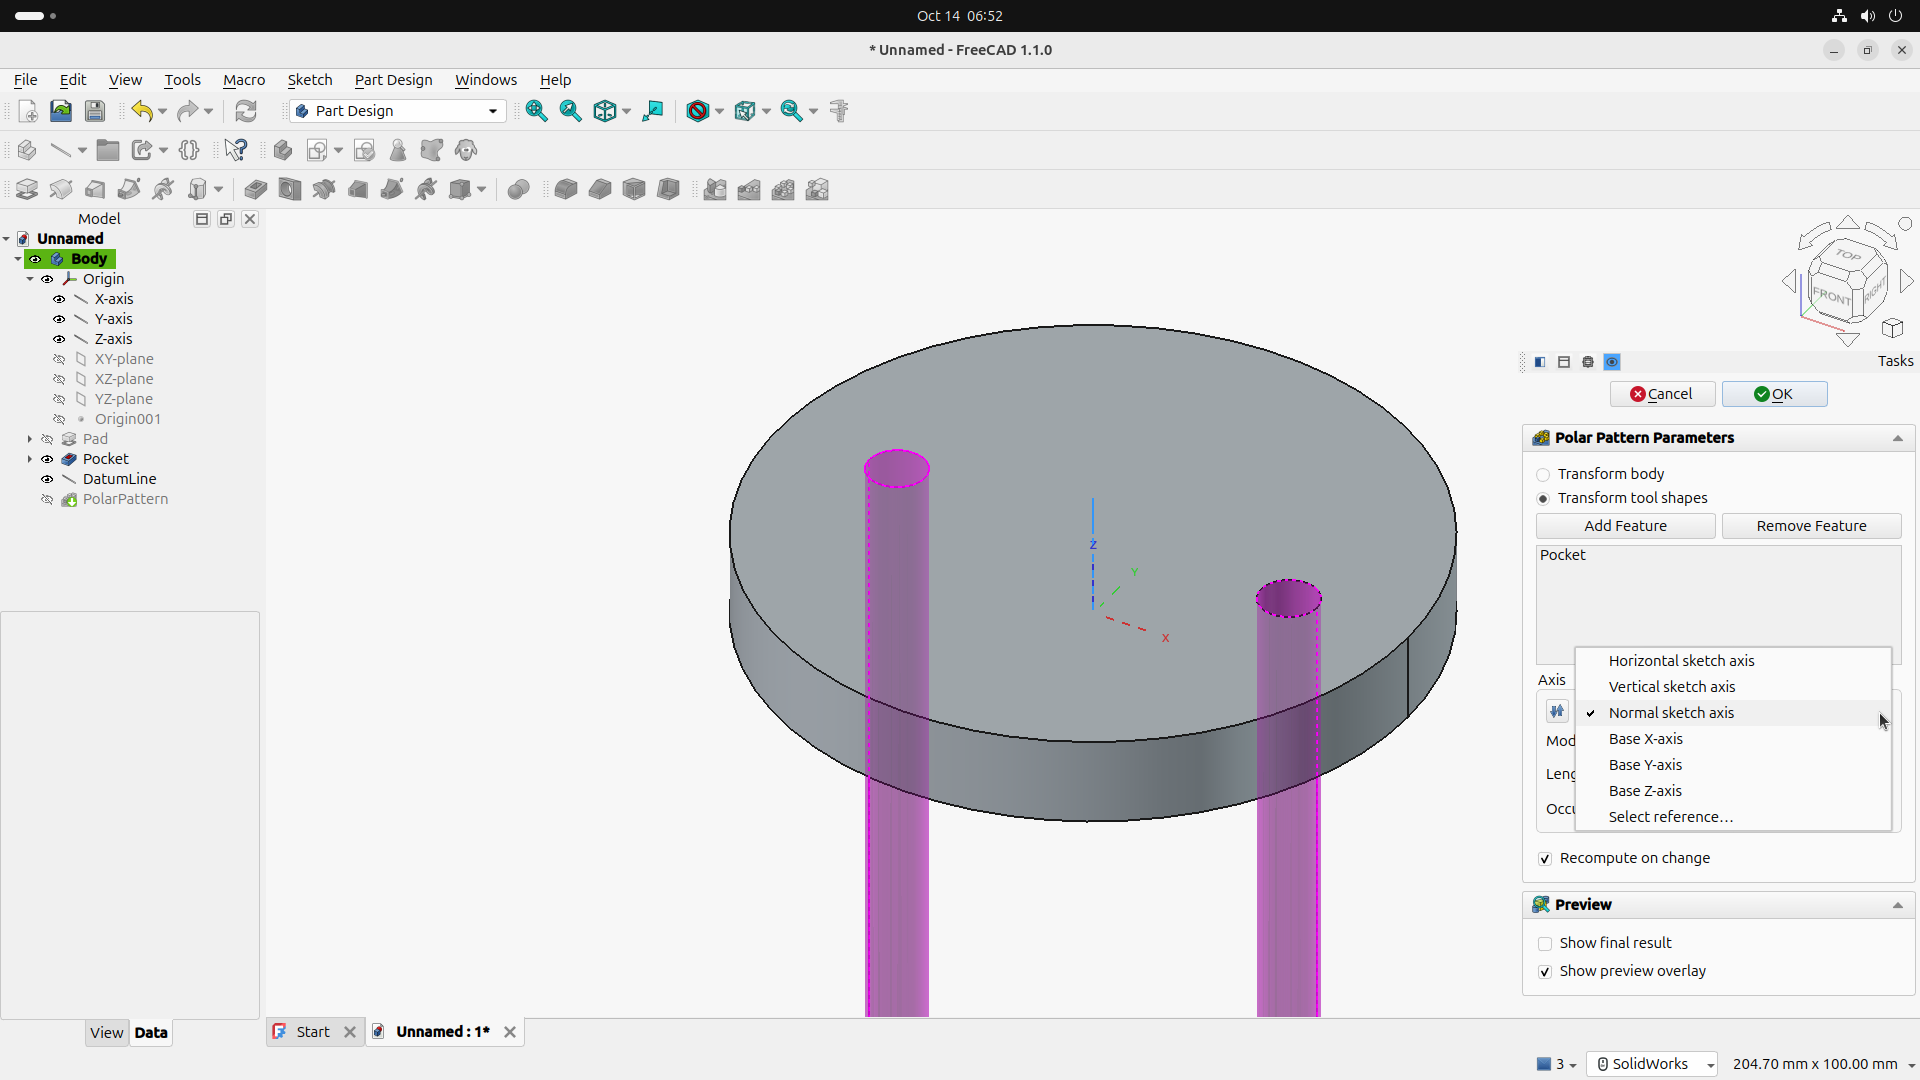 Oct 14 06:52
* Unnamed - FreeCAD 1.1.0
File Edit View Tools Macro Sketch Part Design Windows Help
Part Design
Model
Unnamed
Body
Origin
X-axis
Y-axis
Z-axis
XY-plane
XZ-plane
YZ-plane
Origin001
Pad
Pocket
DatumLine
PolarPattern
View Data
Z
Y
X
TOP
FRONT
RIGHT
Tasks
Cancel OK
Polar Pattern Parameters
Transform body
Transform tool shapes
Add Feature Remove Feature
Pocket
Axis
Horizontal sketch axis
Vertical sketch axis
Normal sketch axis
Base X-axis
Base Y-axis
Base Z-axis
Select reference…
Mod
Leng
Occu
Recompute on change
Preview
Show final result
Show preview overlay
Start Unnamed : 1*
3 SolidWorks 204.70 mm x 100.00 mm